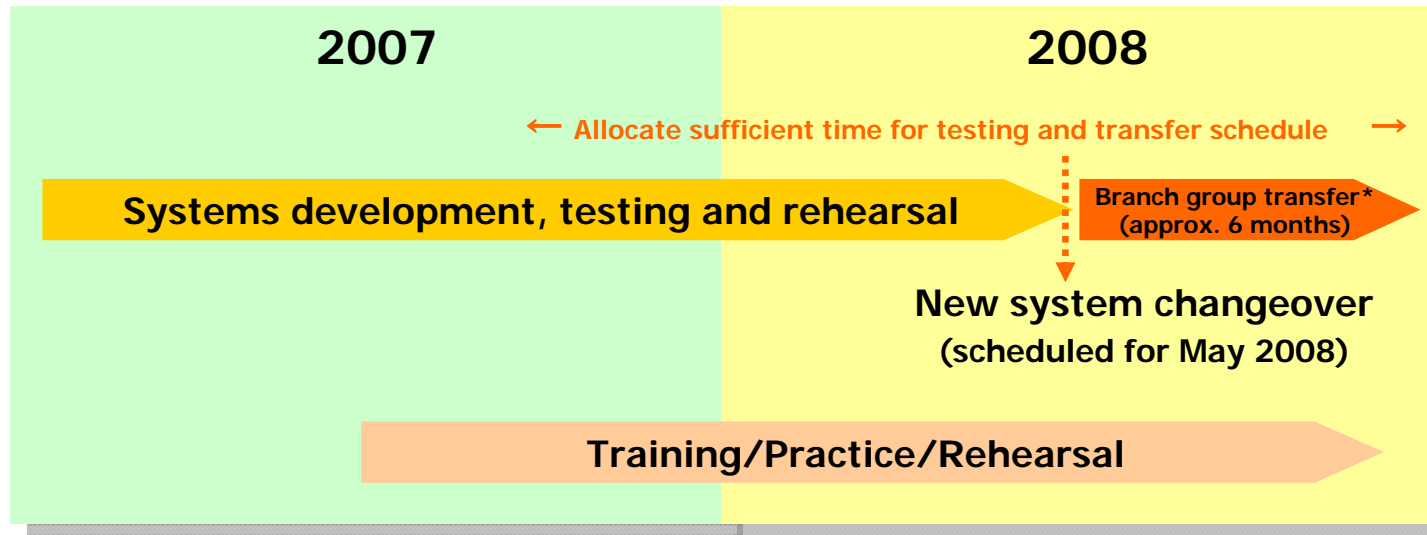 2007
2008
← Allocate sufficient time for testing and transfer schedule →
Systems development, testing and rehearsal
Branch group transfer*
(approx. 6 months)
New system changeover
(scheduled for May 2008)
Training/Practice/Rehearsal